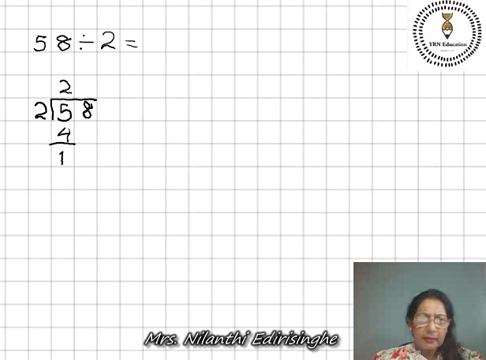 58÷2=
2
2 58
4
1
YRN Education
Mrs. Nilanthi Edirisinghe